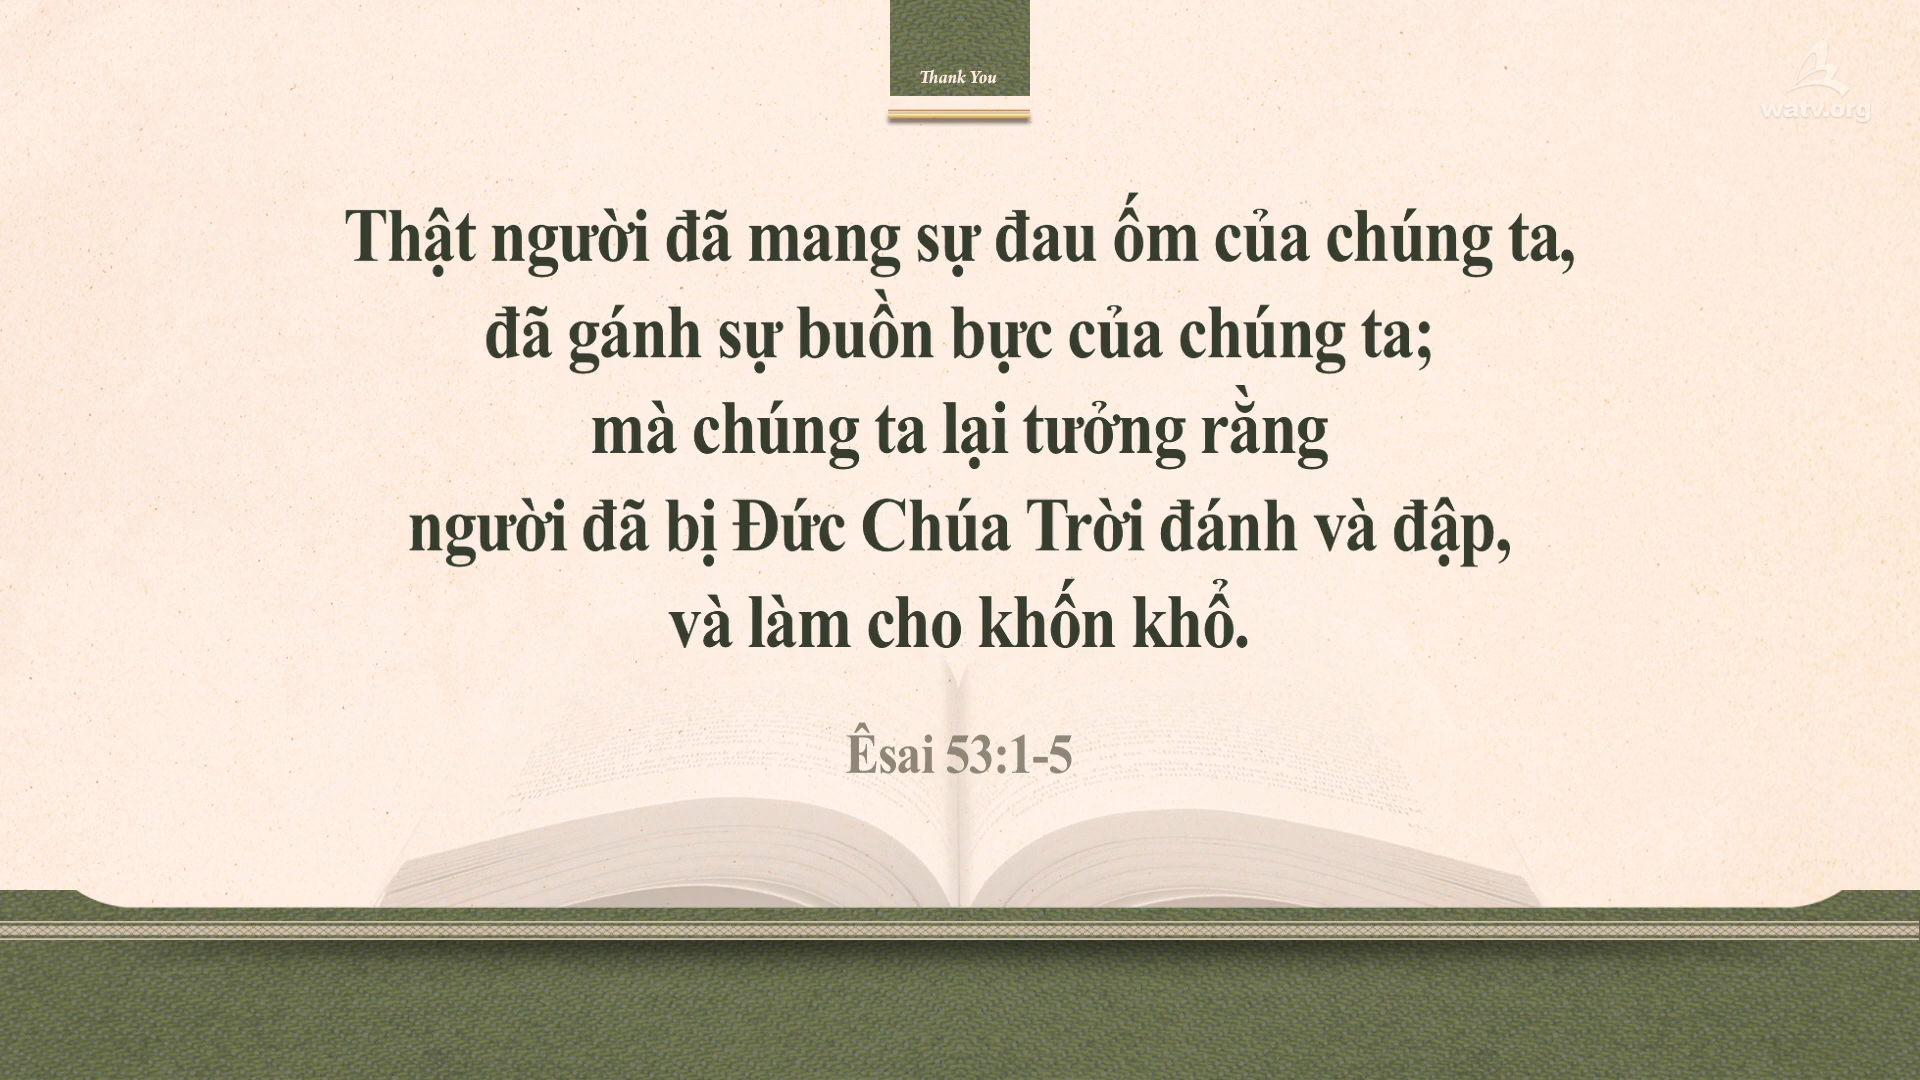 Thank You
watv.org
Thật người đã mang sự đau ốm của chúng ta,
đã gánh sự buồn bực của chúng ta;
mà chúng ta lại tưởng rằng
người đã bị Đức Chúa Trời đánh và đập,
và làm cho khốn khổ.
Êsai 53:1-5